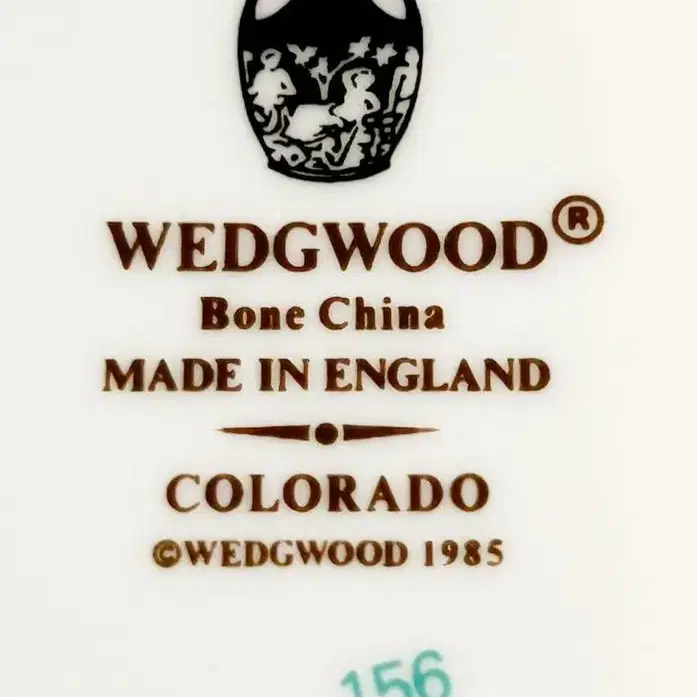 WEDGWOOD®
Bone China
MADE IN ENGLAND
COLORADO
©WEDGWOOD 1985
156